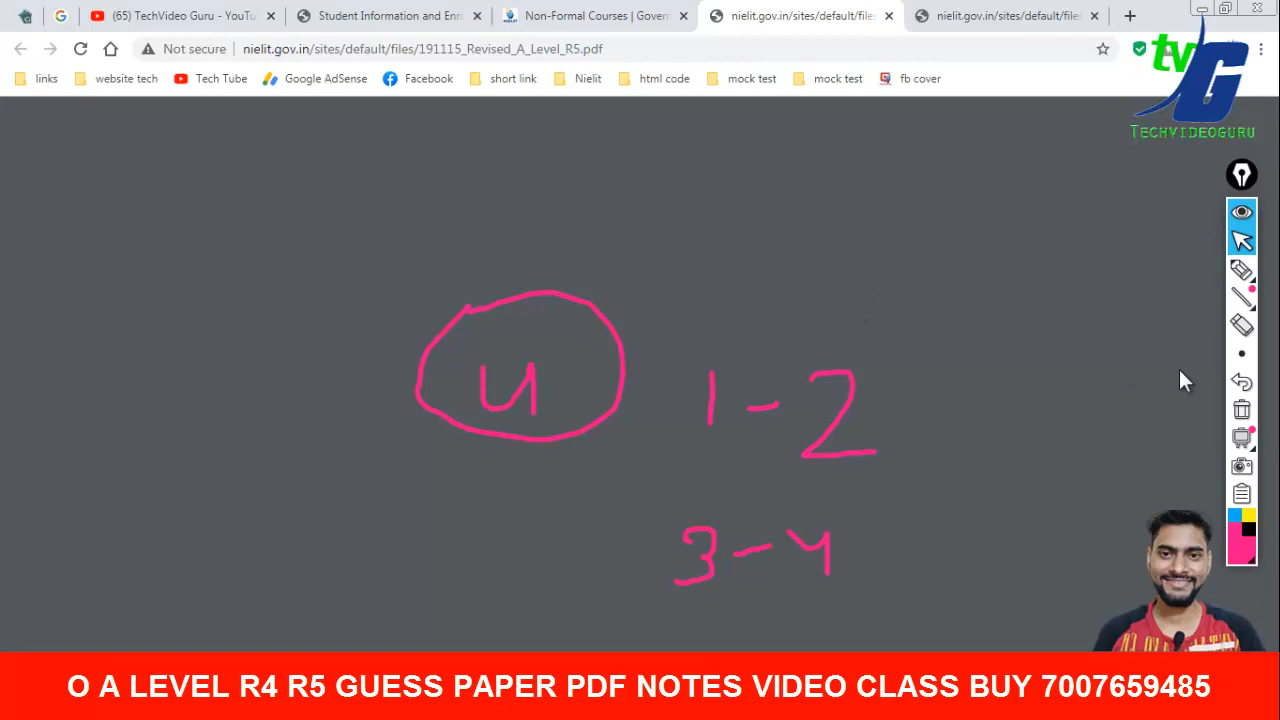 (65) TechVideo Guru - YouTu
Student Information and Enro
Non-Formal Courses | Govern
nielit.gov.in/sites/default/files/
nielit.gov.in/sites/default/files/
Not secure
nielit.gov.in/sites/default/files/191115_Revised_A_Level_R5.pdf
links website tech Tech Tube Google AdSense Facebook short link Nielit html code mock test mock test fb cover
tvG
TECHVIDEOGURU
4 1-2
3-4
O A LEVEL R4 R5 GUESS PAPER PDF NOTES VIDEO CLASS BUY 7007659485